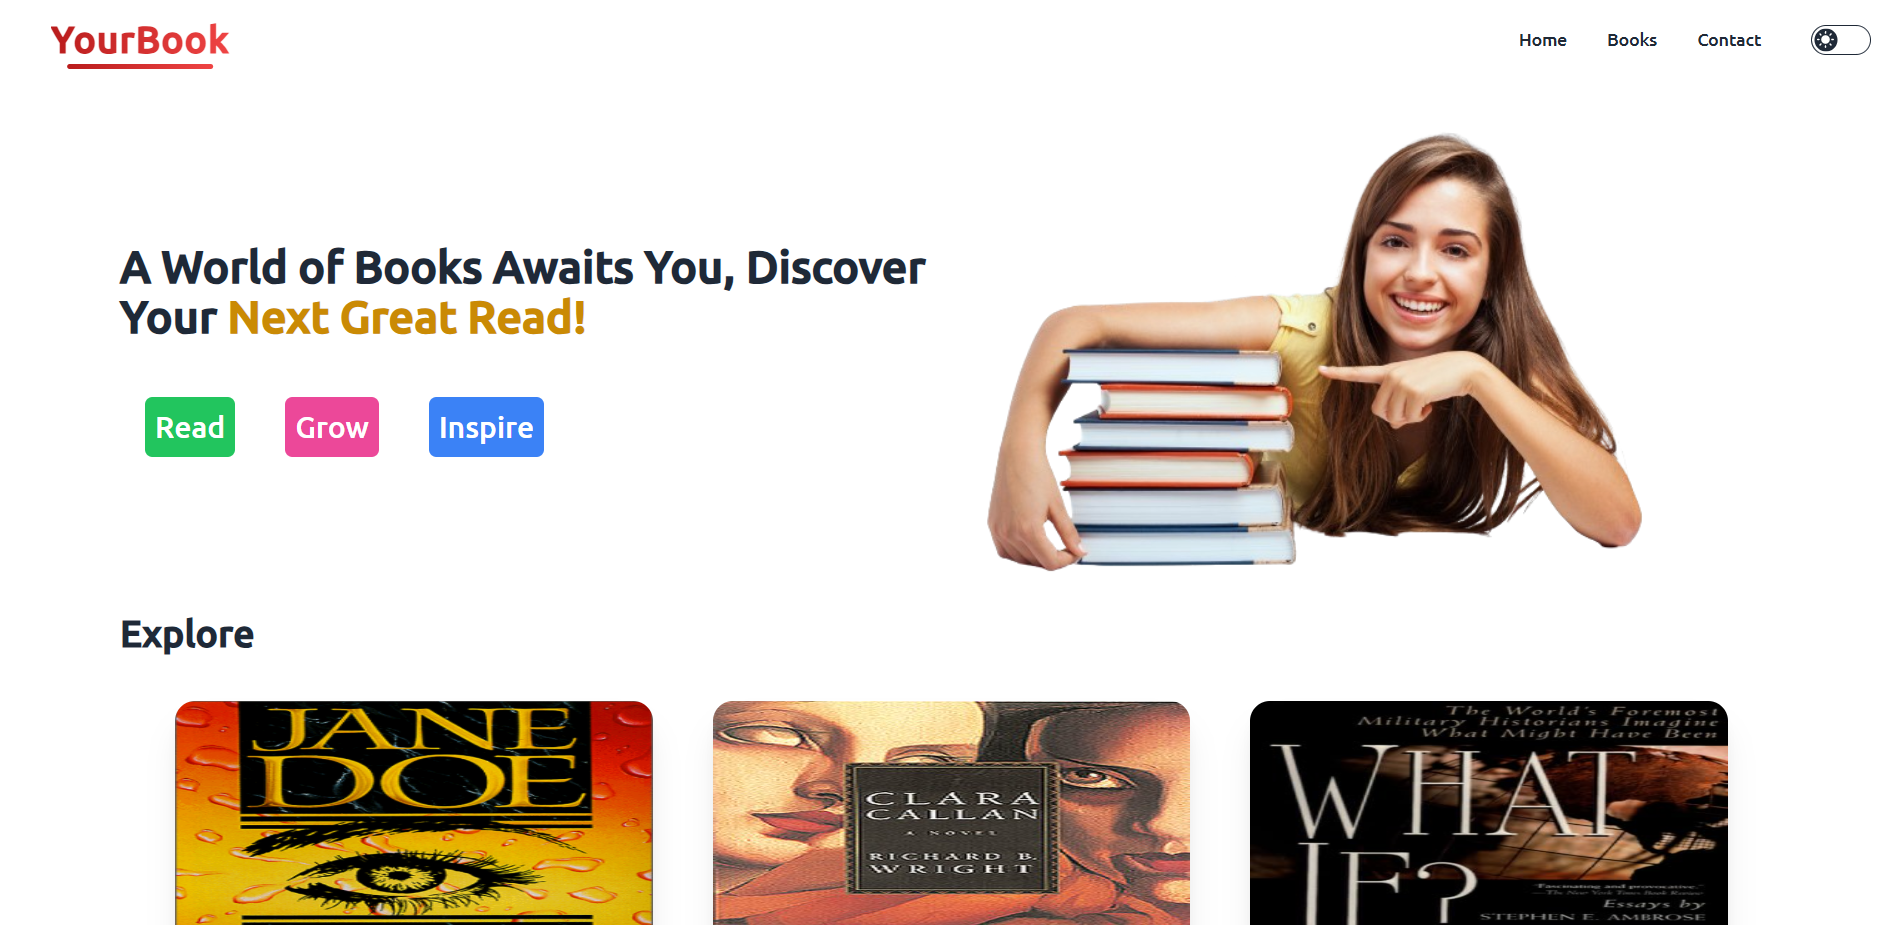 YourBook
Home Books Contact
A World of Books Awaits You, Discover
Your Next Great Read!
Read Grow Inspire
Explore
JANE
DOE
CLARA
CALLAN
A NOVEL
RICHARD B.
WRIGHT
The World's Foremost
Military Historians Imagine
What Might Have Been
WHAT
IF?
"Fascinating and provocative."
—The New York Times Book Review
Essays by
STEPHEN E. AMBROSE